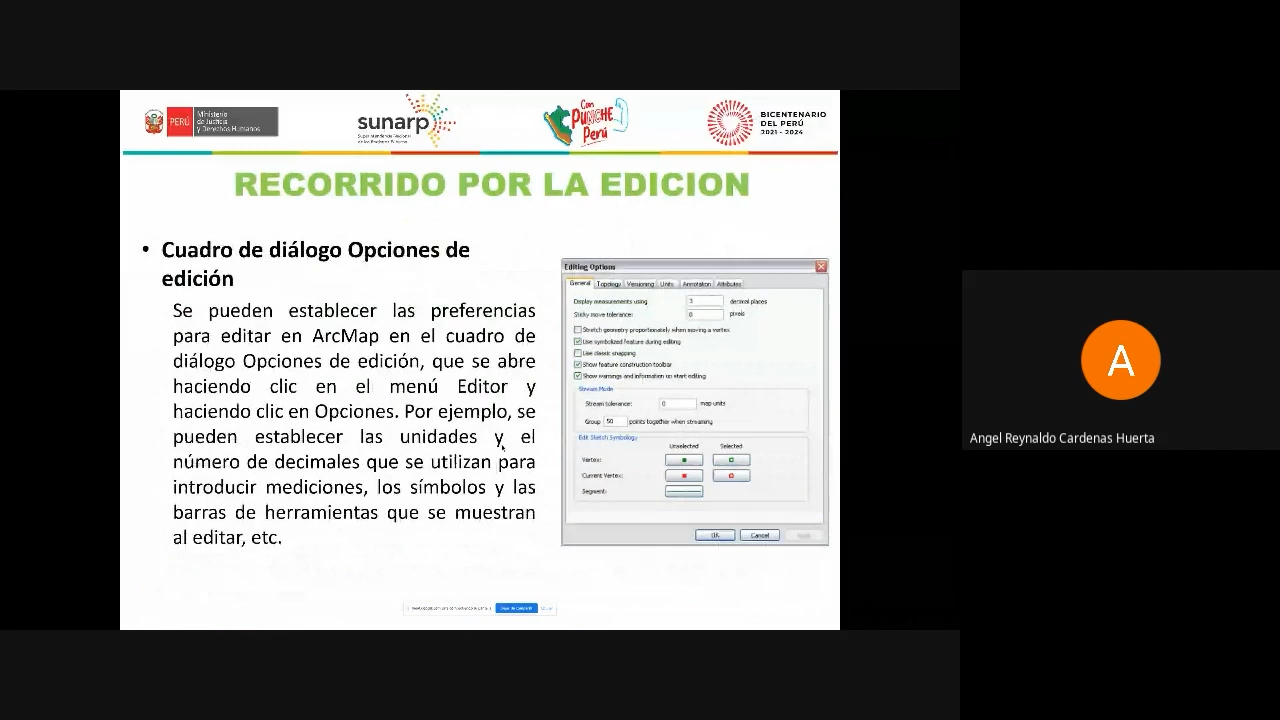 PERÚ
Ministerio
de Justicia
y Derechos Humanos
sunarp
Con
PUNCHE
Perú
BICENTENARIO
DEL PERÚ
2021 - 2024
RECORRIDO POR LA EDICION
• Cuadro de diálogo Opciones de
edición
Se pueden establecer las preferencias
para editar en ArcMap en el cuadro de
diálogo Opciones de edición, que se abre
haciendo clic en el menú Editor y
haciendo clic en Opciones. Por ejemplo, se
pueden establecer las unidades y el
número de decimales que se utilizan para
introducir mediciones, los símbolos y las
barras de herramientas que se muestran
al editar, etc.
Editing Options
General Topology Versioning Units Annotation Attributes
Display measurements using 3 decimal places
Sticky move tolerance: 0 pixels
Stretch geometry proportionately when moving a vertex
Use symbolized feature during editing
Use classic snapping
Show feature construction toolbar
Show warnings and information on start editing
Stream Mode
Stream tolerance: 0 map units
Group 50 points together when streaming
Edit Sketch Symbology
Unselected Selected
Vertex:
Current Vertex:
Segment:
OK Cancel
A
Angel Reynaldo Cardenas Huerta